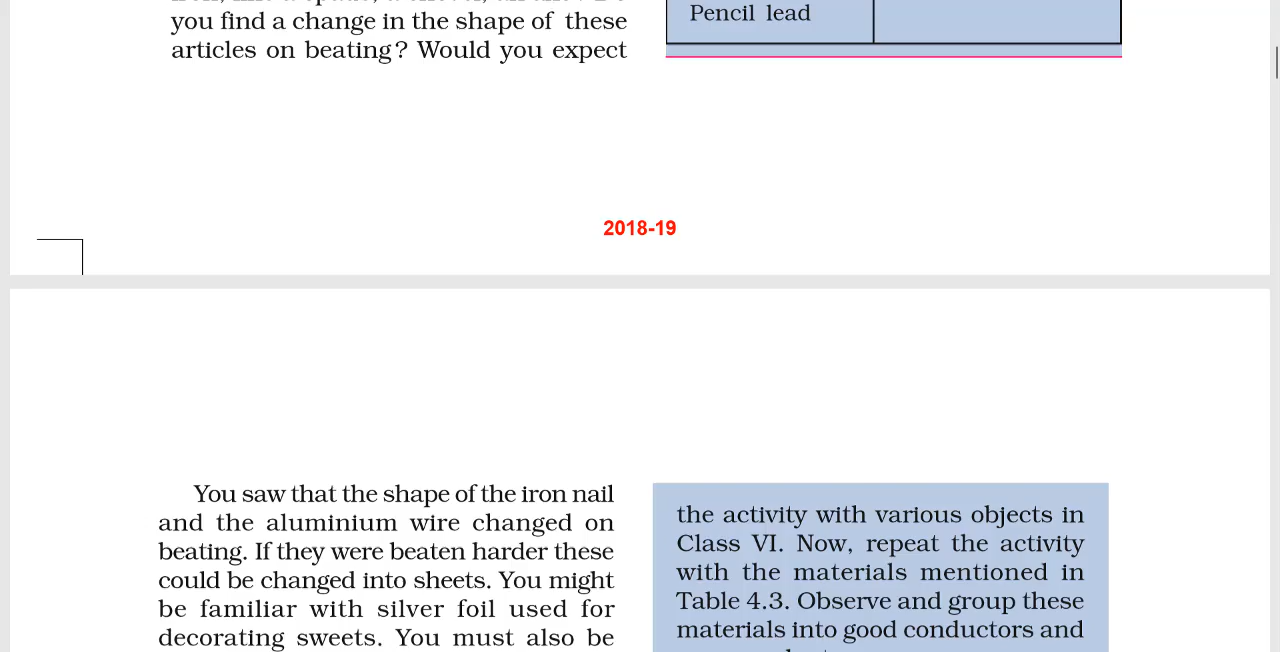 you find a change in the shape of these
articles on beating? Would you expect
Pencil lead
2018-19
You saw that the shape of the iron nail
and the aluminium wire changed on
beating. If they were beaten harder these
could be changed into sheets. You might
be familiar with silver foil used for
decorating sweets. You must also be
the activity with various objects in
Class VI. Now, repeat the activity
with the materials mentioned in
Table 4.3. Observe and group these
materials into good conductors and